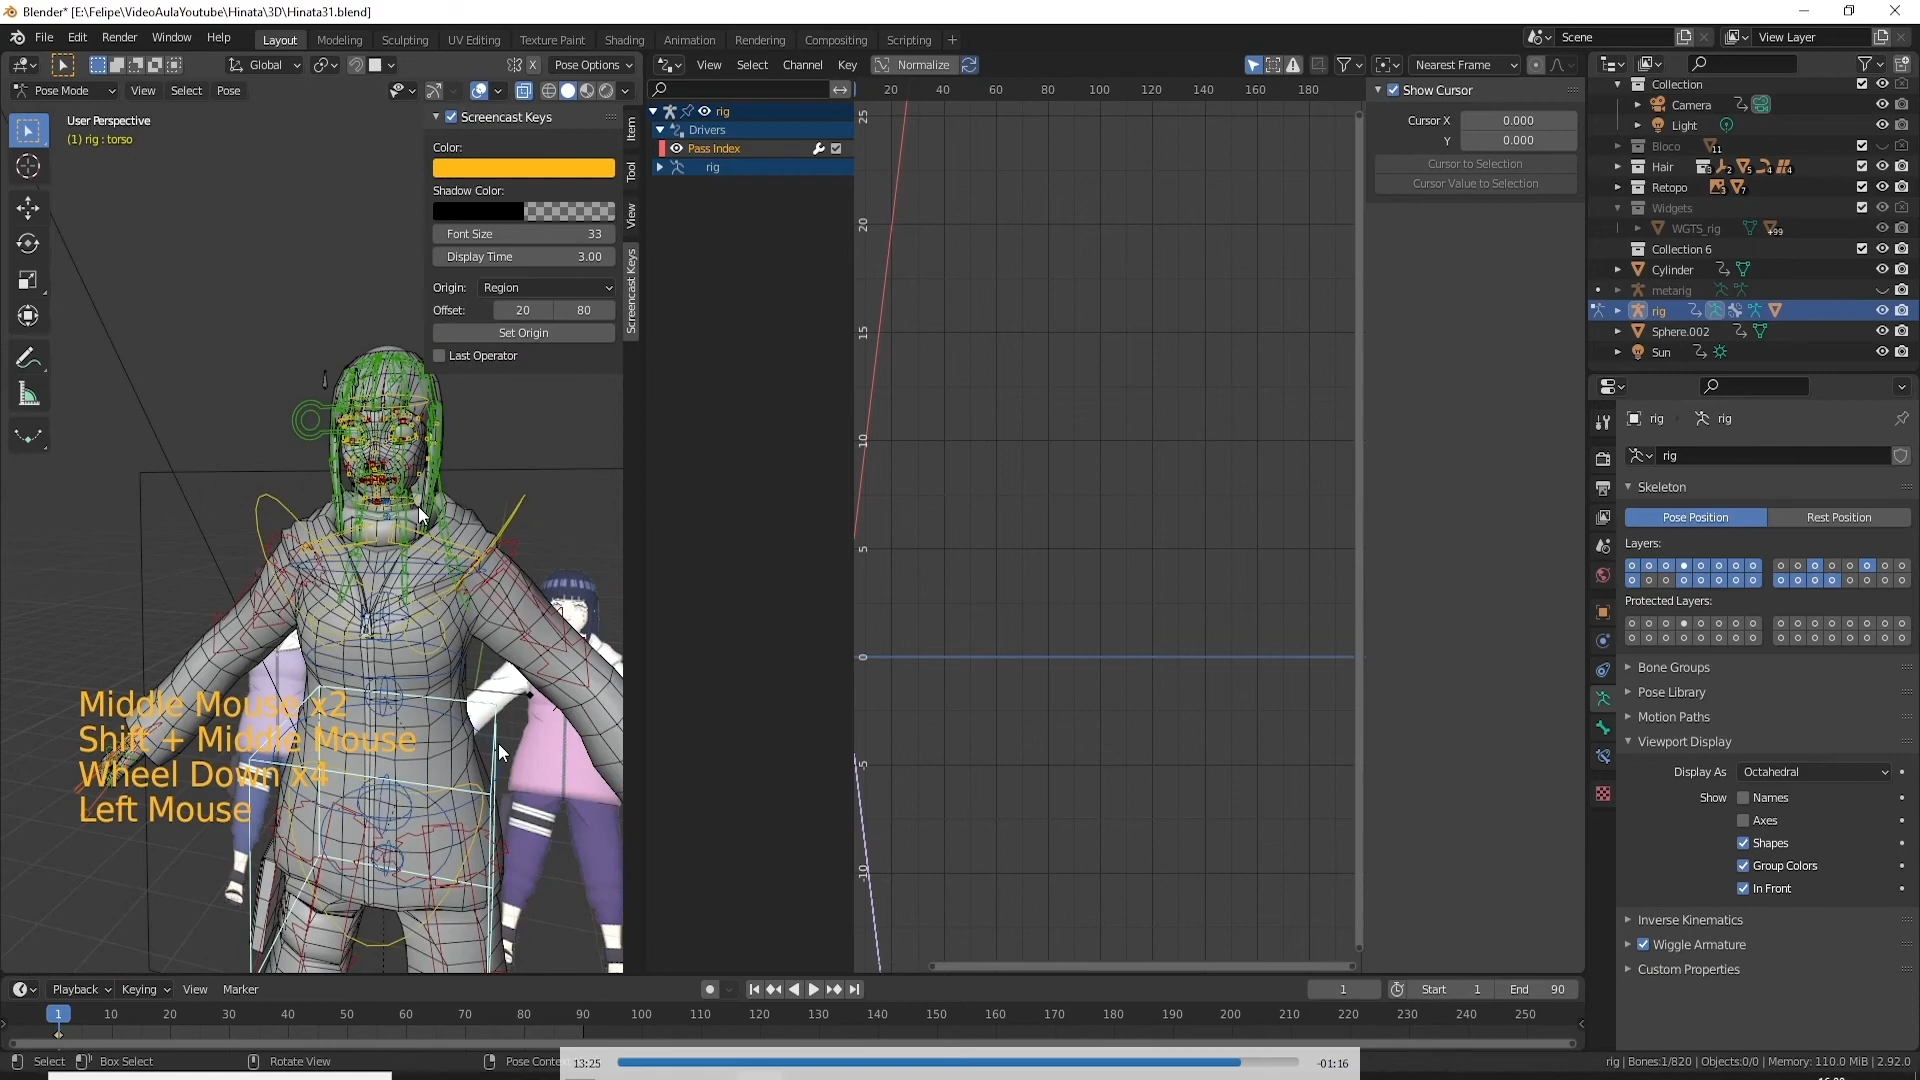 Blender* [E:\Felipe\VideoAulaYoutube\Hinata\3D\Hinata31.blend]
File Edit Render Window Help
Layout Modeling Sculpting UV Editing Texture Paint Shading Animation Rendering Compositing Scripting +
Scene
View Layer
Global
X
Pose Options
Pose Mode View Select Pose
User Perspective
(1) rig : torso
Screencast Keys
Color:
Shadow Color:
Font Size 33
Display Time 3.00
Origin: Region
Offset: 20 80
Set Origin
Last Operator
Item
Tool
View
Screencast Keys
Middle Mouse x2
Shift + Middle Mouse
Wheel Down x4
Left Mouse
View Select Channel Key Normalize
Nearest Frame
rig
Drivers
Pass Index
rig
20 40 60 80 100 120 140 160 180
25
20
15
10
5
0
-5
-10
Show Cursor
Cursor X 0.000
Y 0.000
Cursor to Selection
Cursor Value to Selection
Collection
Camera
Light
Bloco 11
Hair 3 2 5 4 4
Retopo 3 7
Widgets
WGTS_rig +99
Collection 6
Cylinder
metarig
rig
Sphere.002
Sun
rig rig
rig
Skeleton
Pose Position Rest Position
Layers:
Protected Layers:
Bone Groups
Pose Library
Motion Paths
Viewport Display
Display As Octahedral
Show Names
Axes
Shapes
Group Colors
In Front
Inverse Kinematics
Wiggle Armature
Custom Properties
Playback Keying View Marker
1
Start 1
End 90
1 10 20 30 40 50 60 70 80 90 100 110 120 130 140 150 160 170 180 190 200 210 220 230 240 250
Select Box Select Rotate View
13:25 -01:16
rig | Bones:1/820 | Objects:0/0 | Memory: 110.0 MiB | 2.92.0